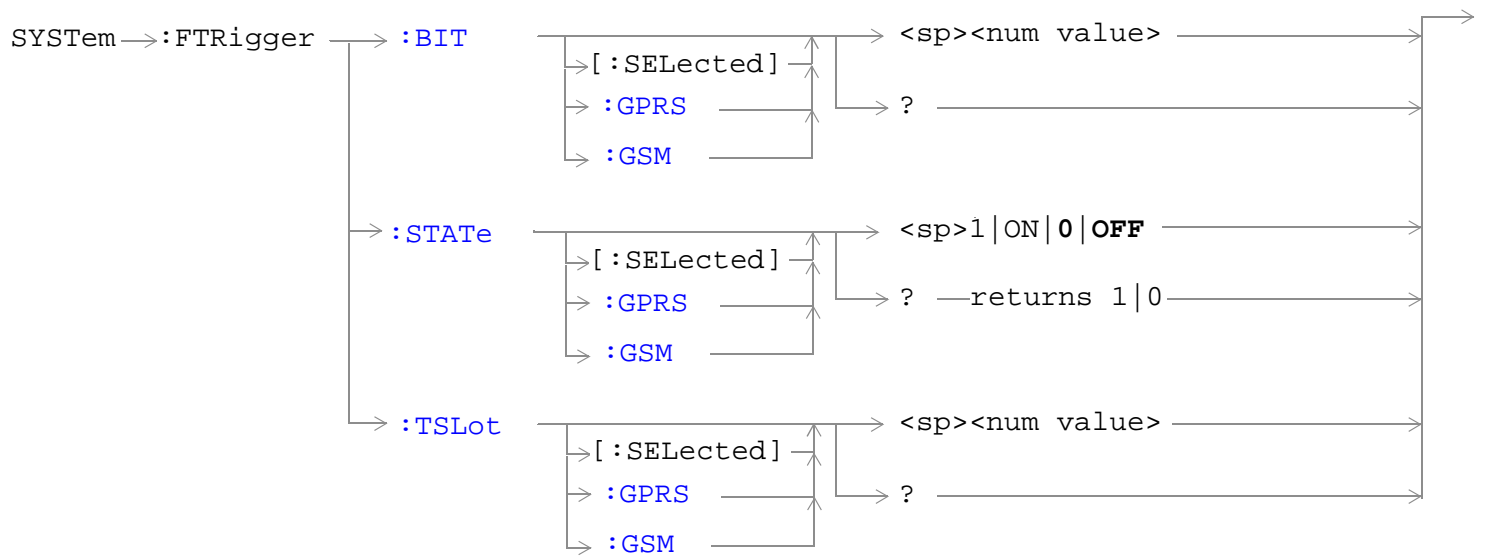 SYSTem :FTRigger :BIT <sp><num value>
[:SELected]
:GPRS ?
:GSM
:STATe <sp>1|ON|0|OFF
[:SELected]
:GPRS ? returns 1|0
:GSM
:TSLot <sp><num value>
[:SELected]
:GPRS ?
:GSM